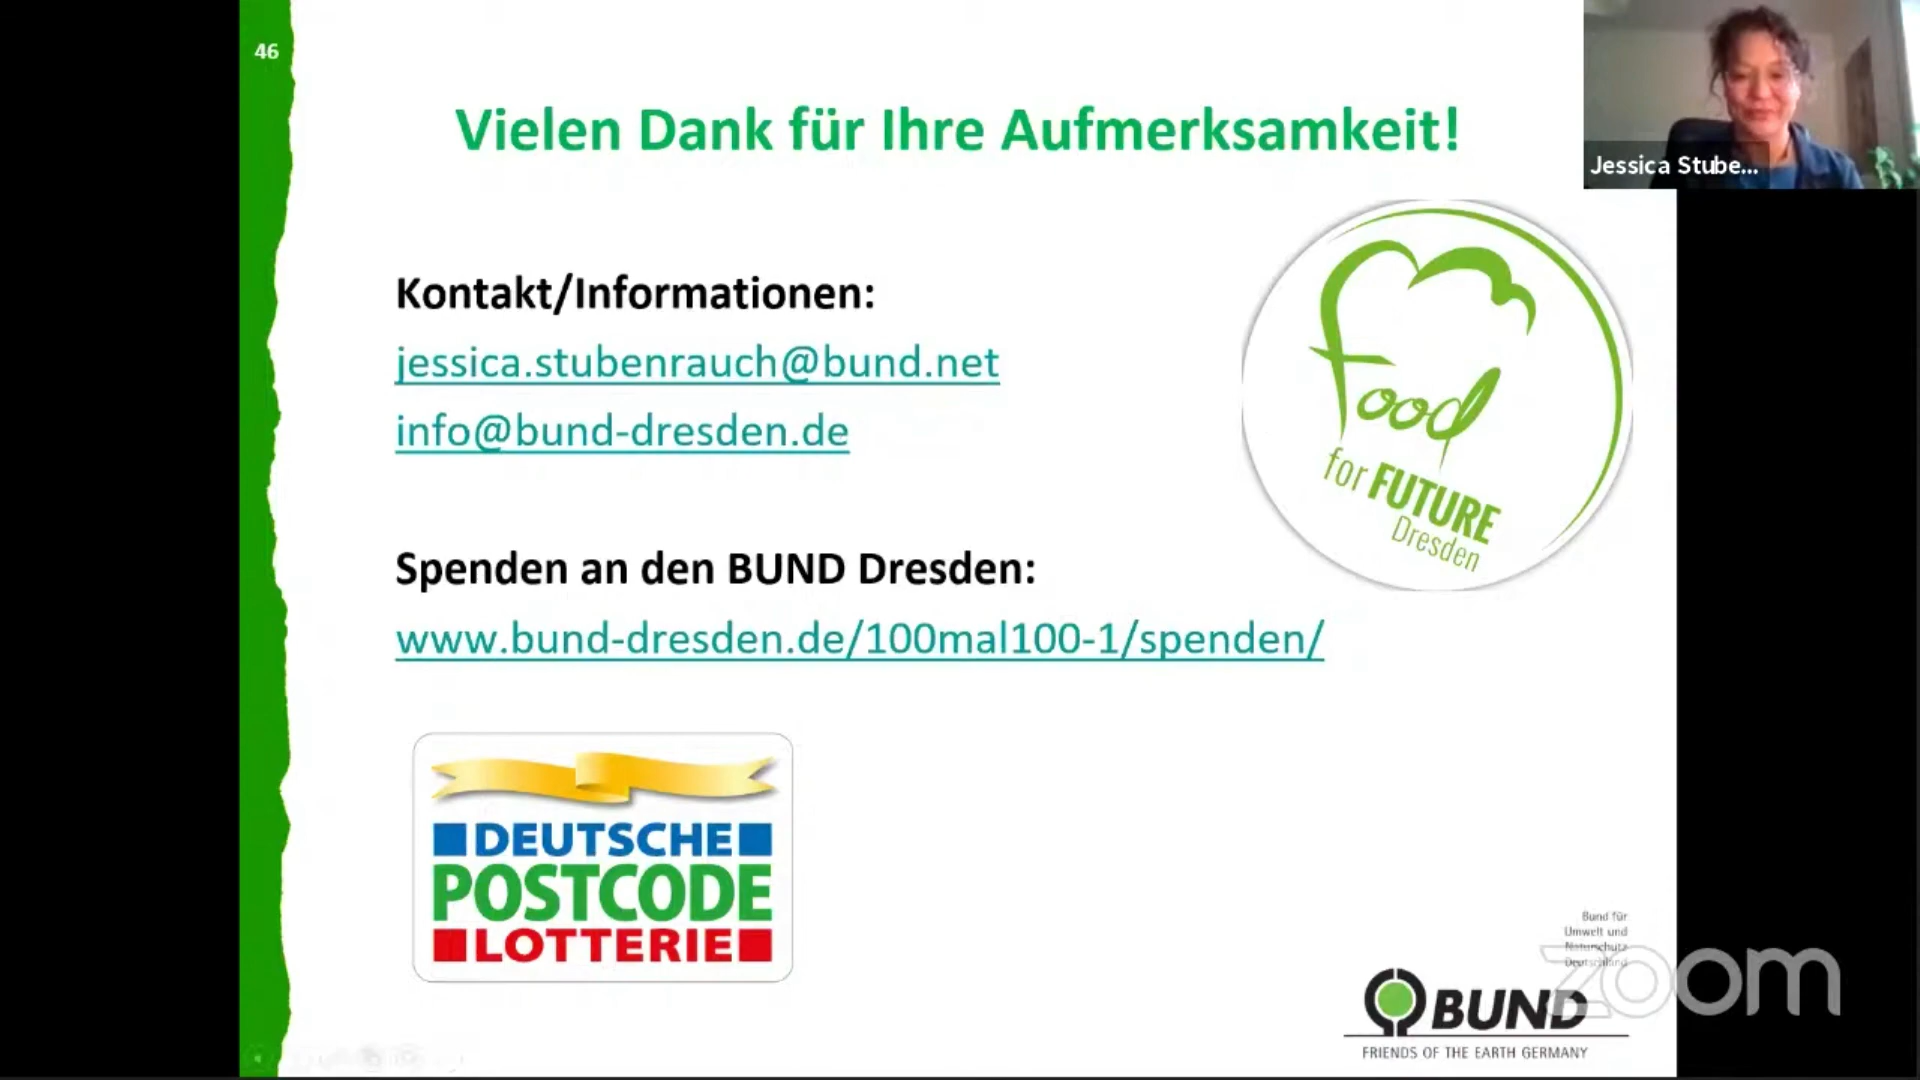 46
Vielen Dank für Ihre Aufmerksamkeit!
Jessica Stube...
Kontakt/Informationen:
jessica.stubenrauch@bund.net
info@bund-dresden.de
food
for FUTURE
Dresden
Spenden an den BUND Dresden:
www.bund-dresden.de/100mal100-1/spenden/
DEUTSCHE
POSTCODE
LOTTERIE
Bund für
Umwelt und
Naturschutz
Deutschland
zoom
BUND
FRIENDS OF THE EARTH GERMANY